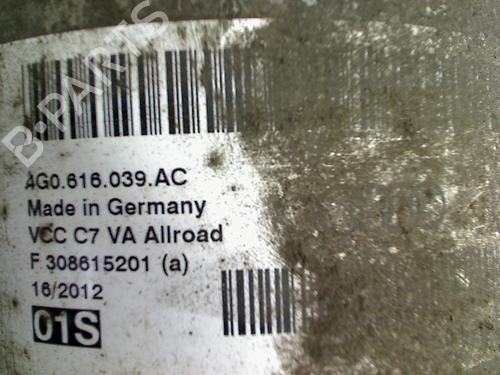 B-PARTS
4G0.616.039.AC
Made in Germany
VCC C7 VA Allroad
F 308615201 (a)
16/2012
01S